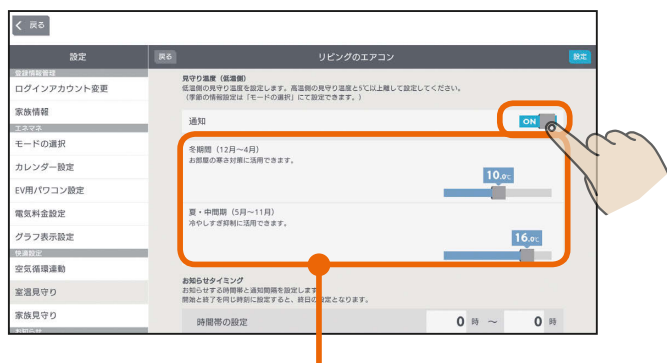 戻る
設定
戻る
リビングのエアコン
設定
登録情報管理
ログインアカウント変更
家族情報
エネマネ
モードの選択
カレンダー設定
EV用パワコン設定
電気料金設定
グラフ表示設定
快適設定
空気循環連動
室温見守り
家族見守り
お知らせ
見守り温度（低温側）
低温側の見守り温度を設定します。高温側の見守り温度と5℃以上離して設定してください。
（季節の情報設定は「モードの選択」にて設定できます。）
通知
ON
冬期間（12月～4月）
お部屋の寒さ対策に活用できます。
10.0℃
夏・中間期（5月～11月）
冷やしすぎ抑制に活用できます。
16.0℃
お知らせタイミング
お知らせする時間帯と通知間隔を設定します
開始と終了を同じ時刻に設定すると、終日の設定となります。
時間帯の設定
0 時 ～ 0 時